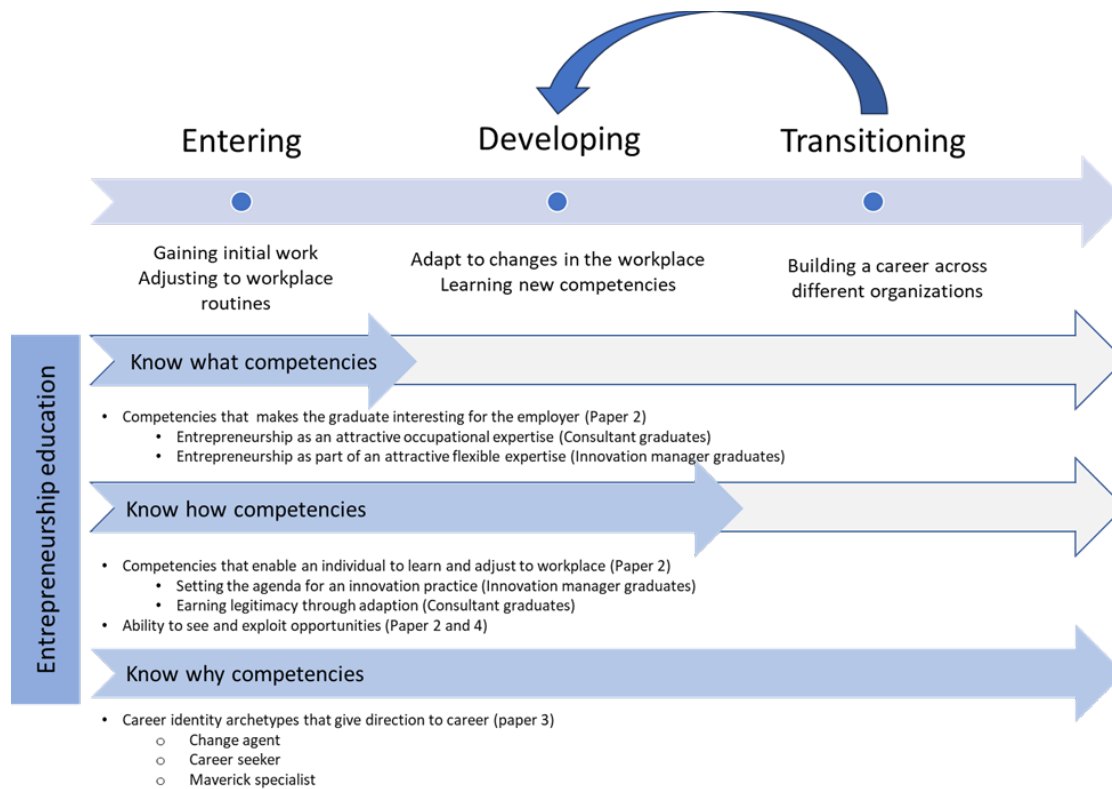 Entering
Developing
Transitioning
Gaining initial work
Adjusting to workplace
routines
Adapt to changes in the workplace
Learning new competencies
Building a career across
different organizations
Entrepreneurship education
Know what competencies
• Competencies that makes the graduate interesting for the employer (Paper 2)
• Entrepreneurship as an attractive occupational expertise (Consultant graduates)
• Entrepreneurship as part of an attractive flexible expertise (Innovation manager graduates)
Know how competencies
• Competencies that enable an individual to learn and adjust to workplace (Paper 2)
• Setting the agenda for an innovation practice (Innovation manager graduates)
• Earning legitimacy through adaption (Consultant graduates)
• Ability to see and exploit opportunities (Paper 2 and 4)
Know why competencies
• Career identity archetypes that give direction to career (paper 3)
o Change agent
o Career seeker
o Maverick specialist